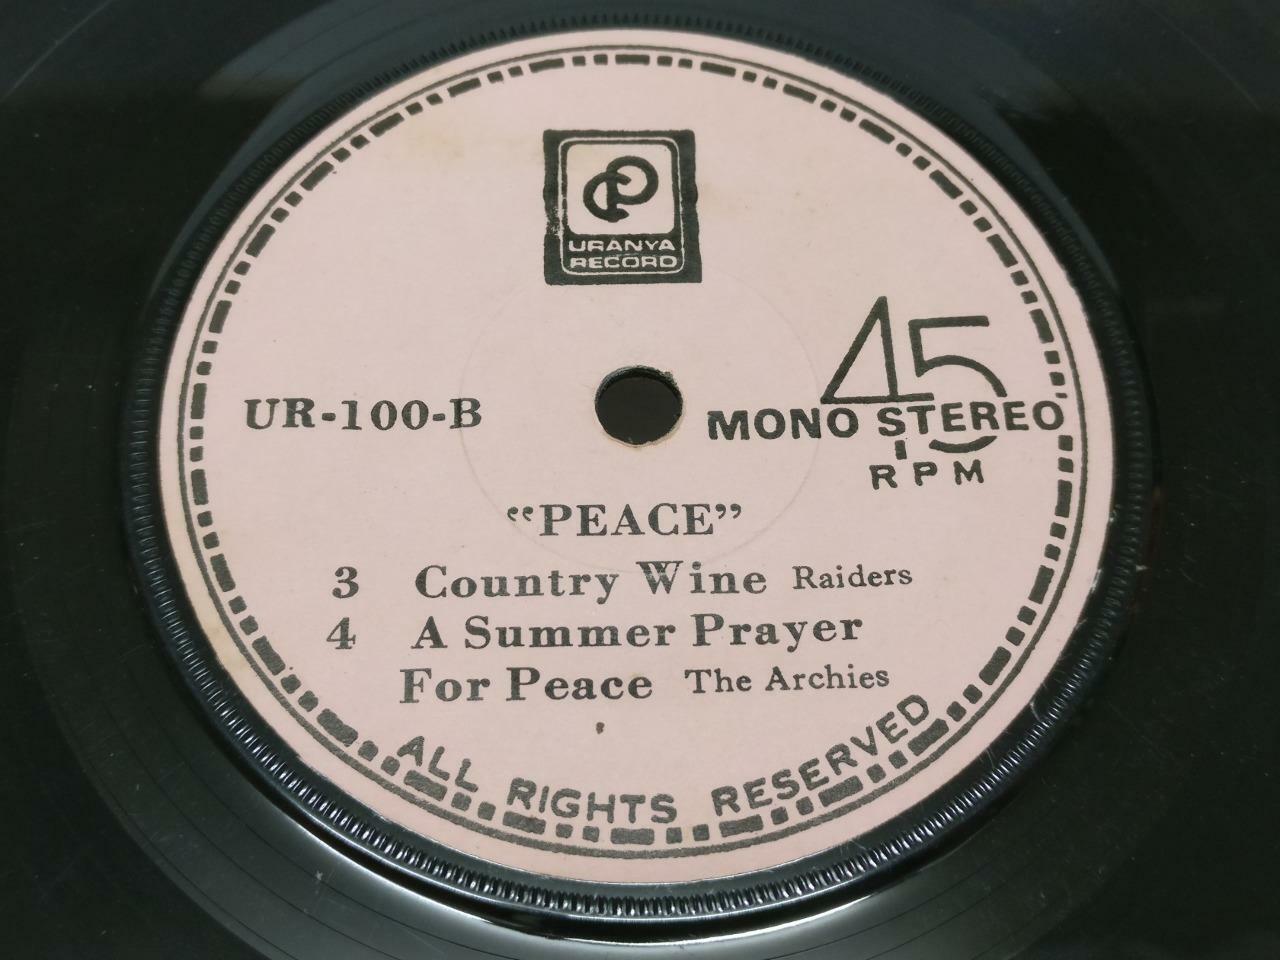 URANYA
RECORD
45
UR-100-B
MONO STEREO
RPM
“PEACE”
3 Country Wine Raiders
4 A Summer Prayer
For Peace The Archies
ALL RIGHTS RESERVED